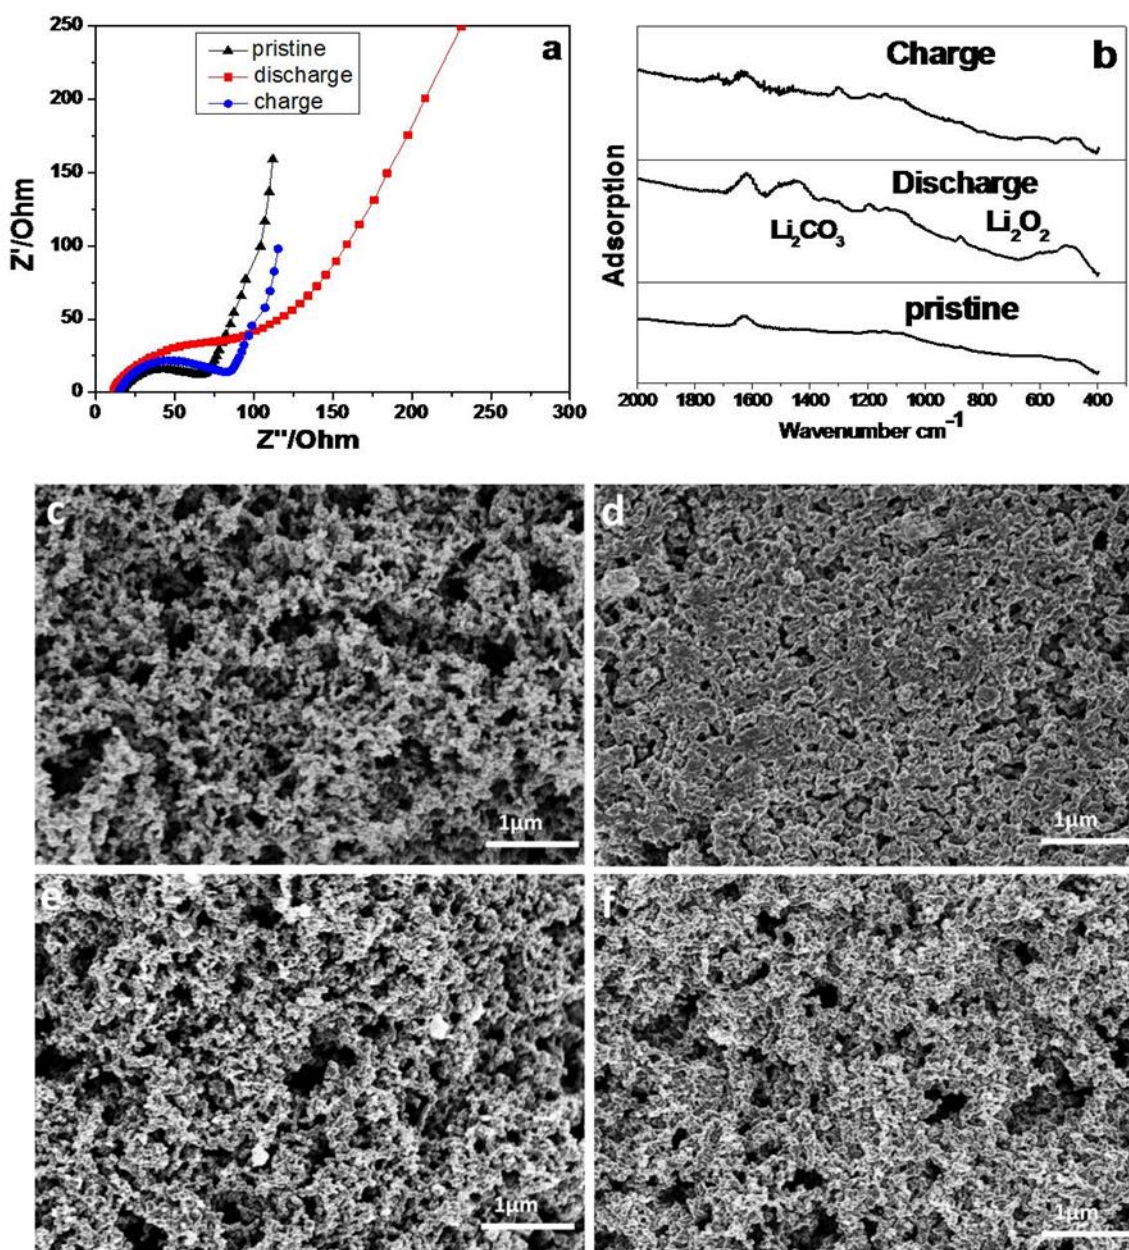 250
200
150
100
50
0
Z'/Ohm
pristine
discharge
charge
a
0 50 100 150 200 250 300
Z''/Ohm
b
Charge
Discharge
Li₂CO₃
Li₂O₂
pristine
Adsorption
2000 1800 1600 1400 1200 1000 800 600 400
Wavenumber cm⁻¹
c
1µm
d
1µm
e
1µm
f
1µm